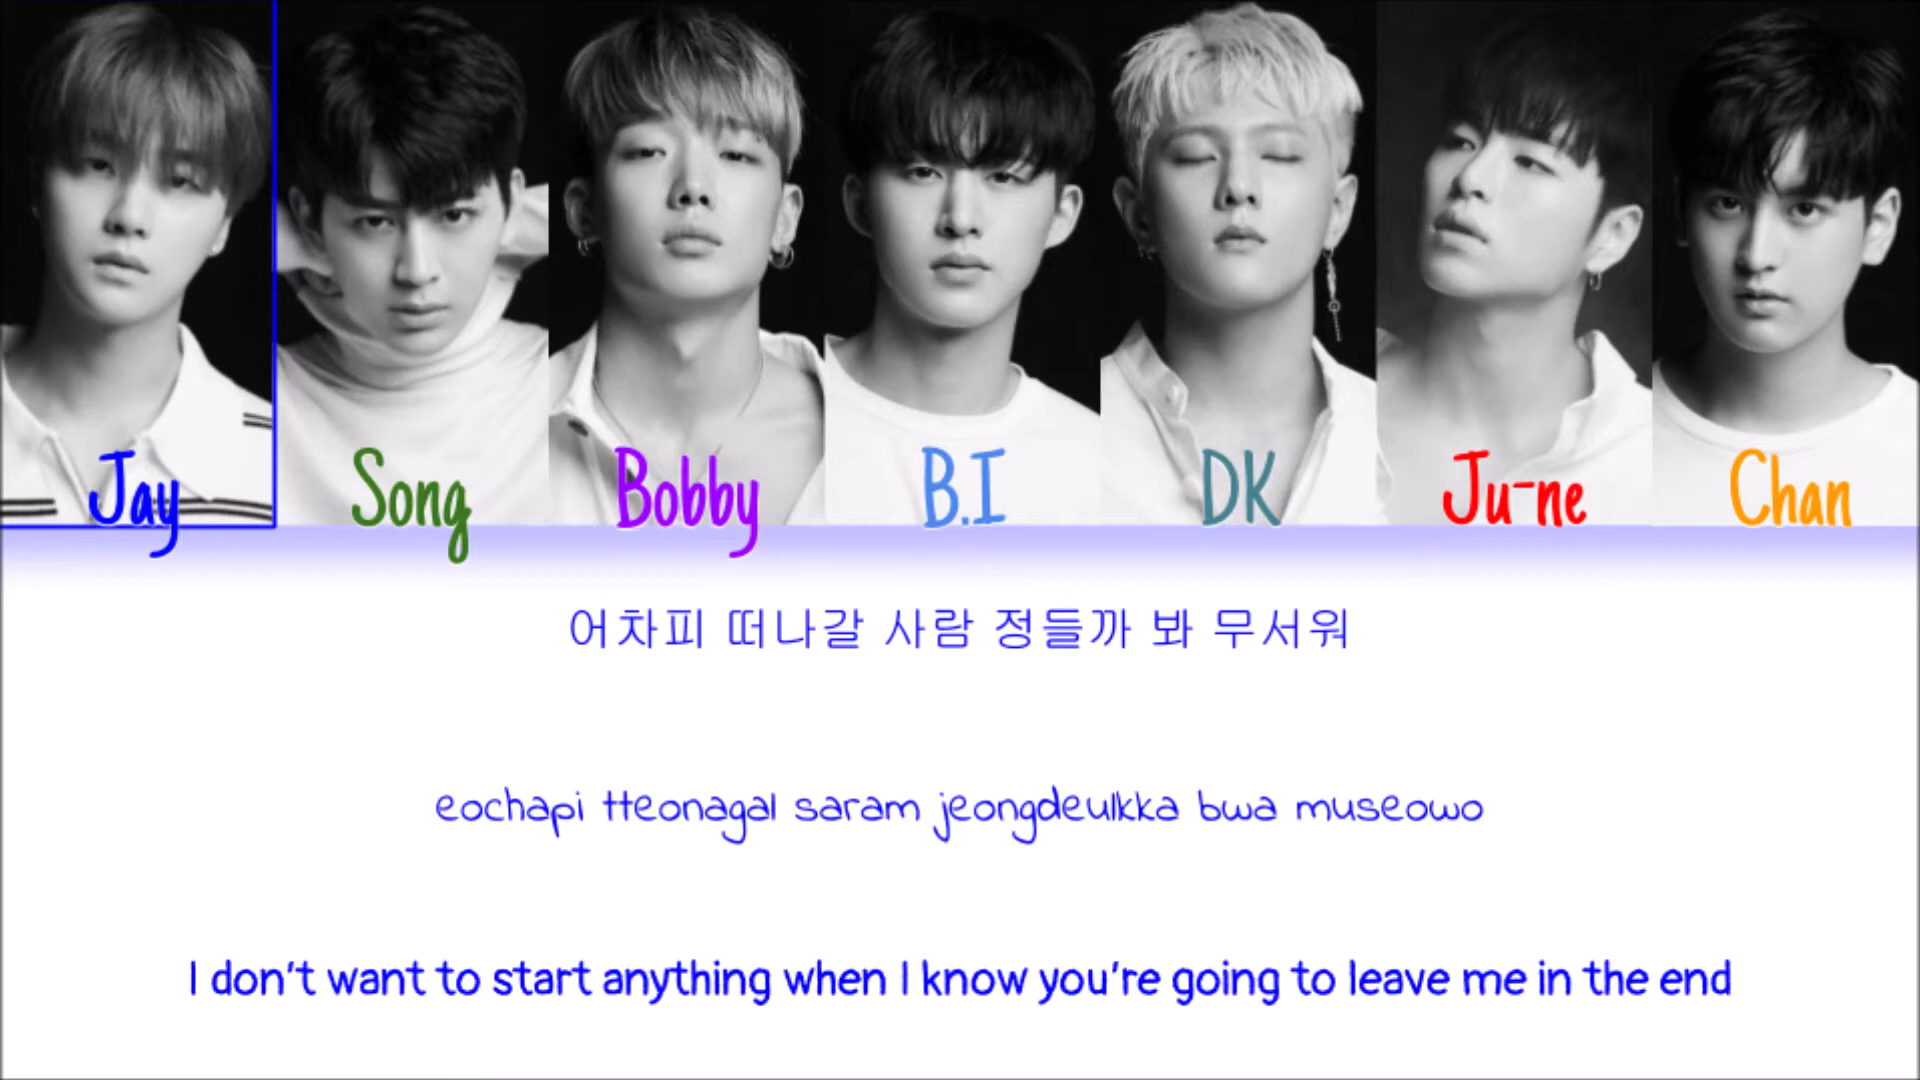 Jay Song Bobby B.I DK Ju-ne Chan
어차피 떠나갈 사람 정들까 봐 무서워
eochapi tteonagal saram jeongdeulkka bwa museowo
I don't want to start anything when I know you're going to leave me in the end